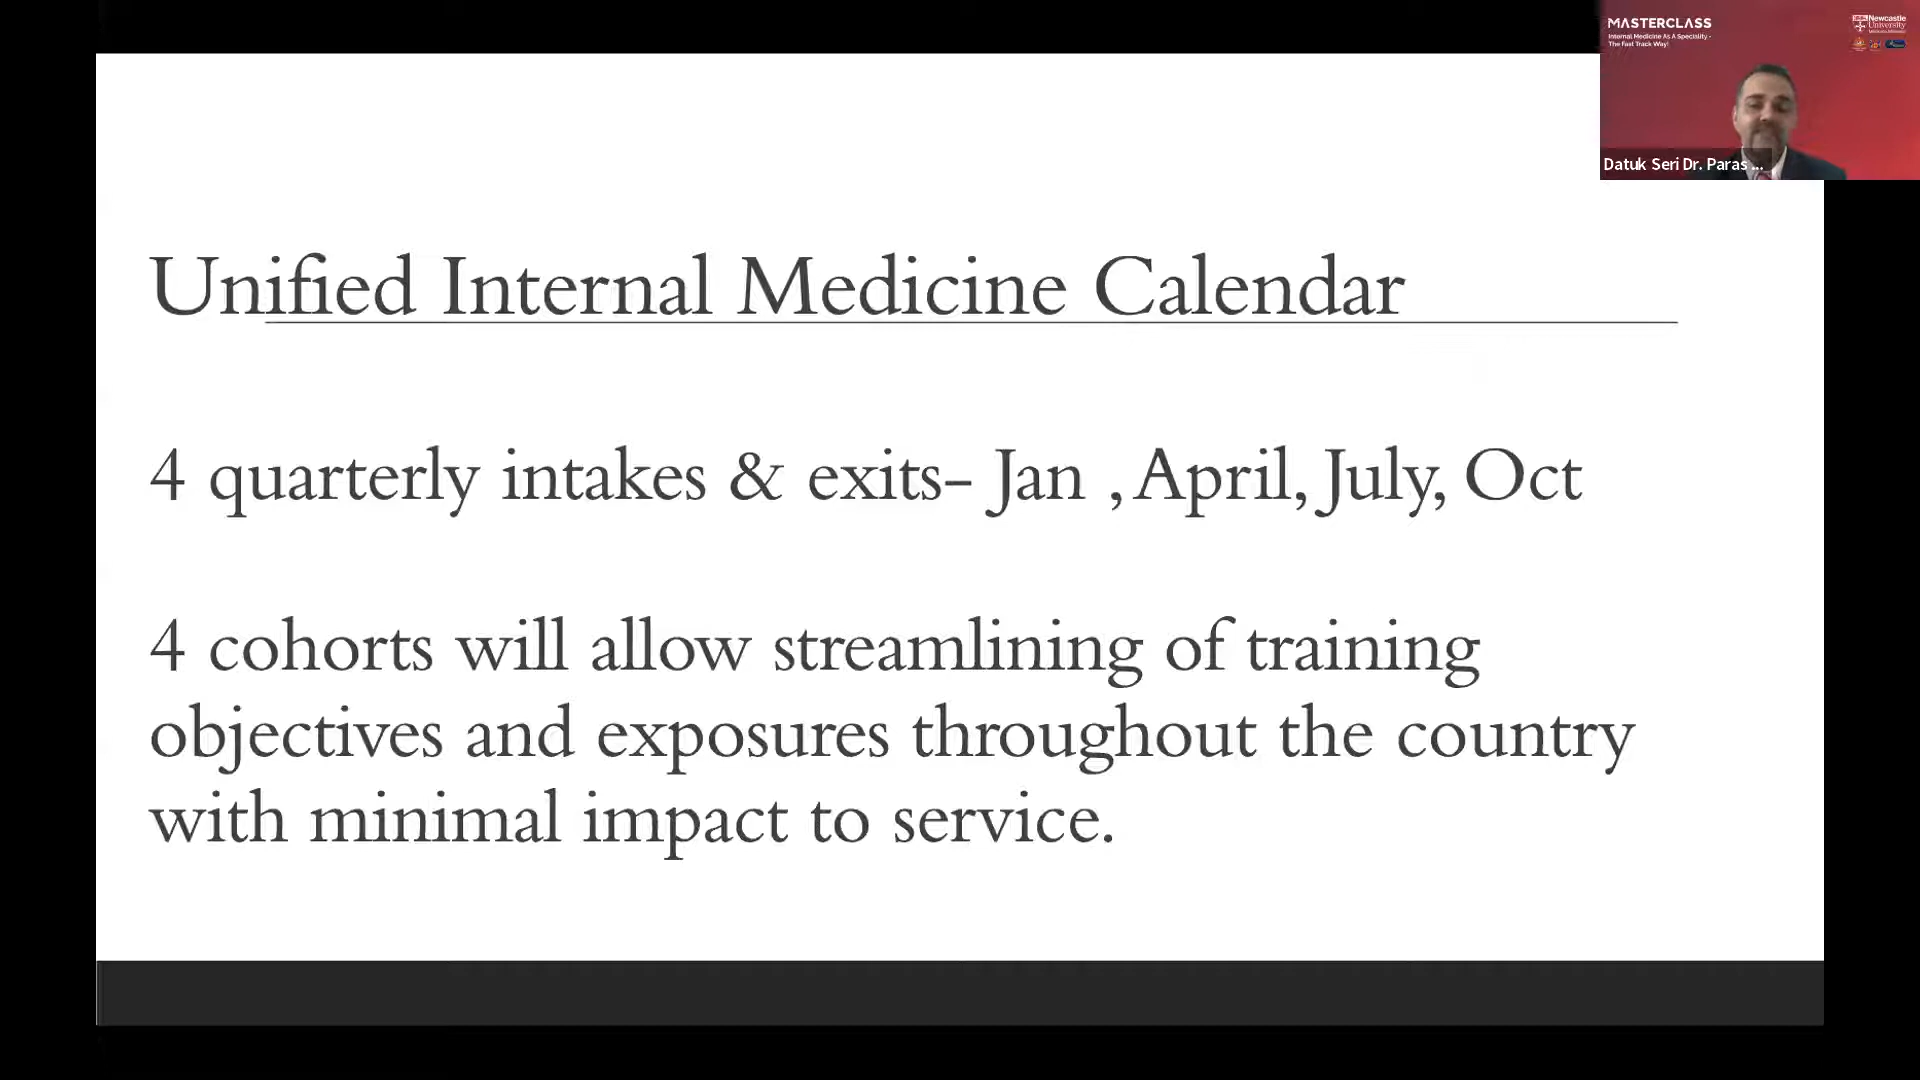 MASTERCLASS
Internal Medicine As A Speciality -
The Fast Track Way!
Newcastle
University
Datuk Seri Dr. Paras ...
Unified Internal Medicine Calendar
4 quarterly intakes & exits- Jan , April, July, Oct
4 cohorts will allow streamlining of training
objectives and exposures throughout the country
with minimal impact to service.